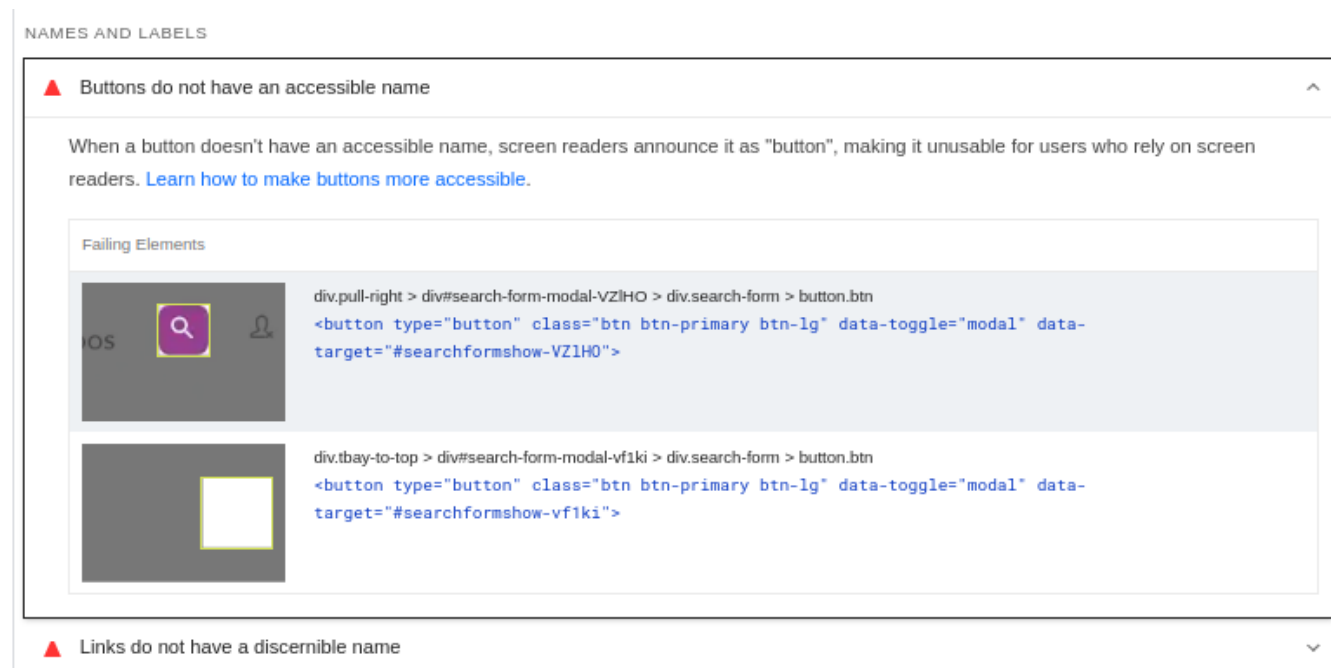 NAMES AND LABELS
Buttons do not have an accessible name
When a button doesn't have an accessible name, screen readers announce it as "button", making it unusable for users who rely on screen
readers. Learn how to make buttons more accessible.
Failing Elements
div.pull-right > div#search-form-modal-VZlHO > div.search-form > button.btn
<button type="button" class="btn btn-primary btn-lg" data-toggle="modal" data-
target="#searchformshow-VZlHO">
OS
div.tbay-to-top > div#search-form-modal-vf1ki > div.search-form > button.btn
<button type="button" class="btn btn-primary btn-lg" data-toggle="modal" data-
target="#searchformshow-vf1ki">
Links do not have a discernible name